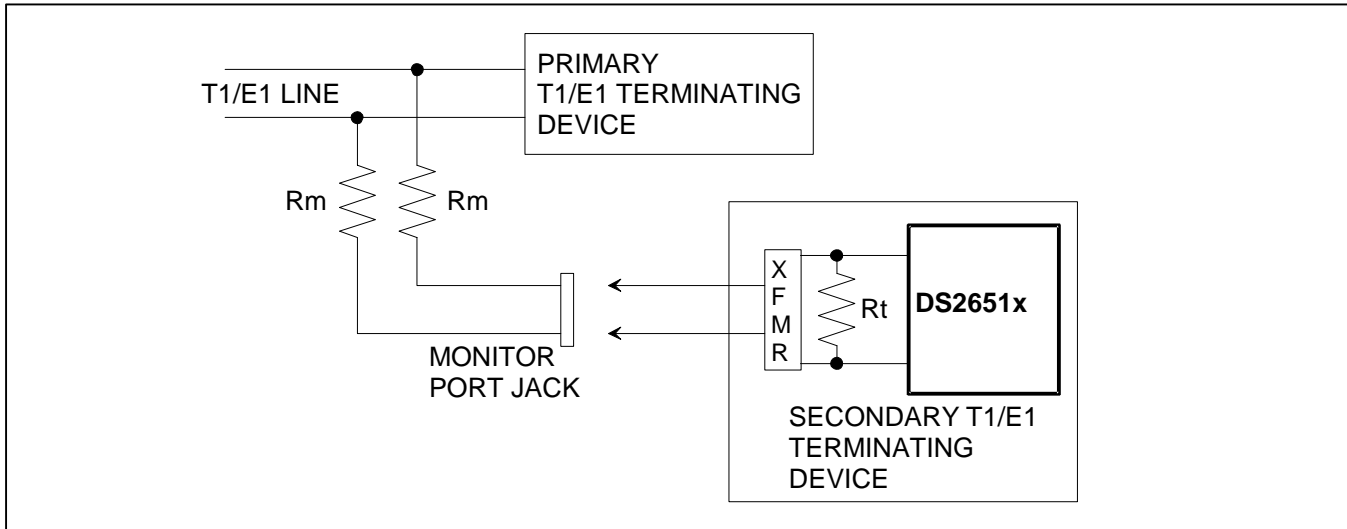 PRIMARY
T1/E1 TERMINATING
DEVICE
T1/E1 LINE
Rm
Rm
MONITOR
PORT JACK
X
F
M
R
Rt
DS2651x
SECONDARY T1/E1
TERMINATING
DEVICE